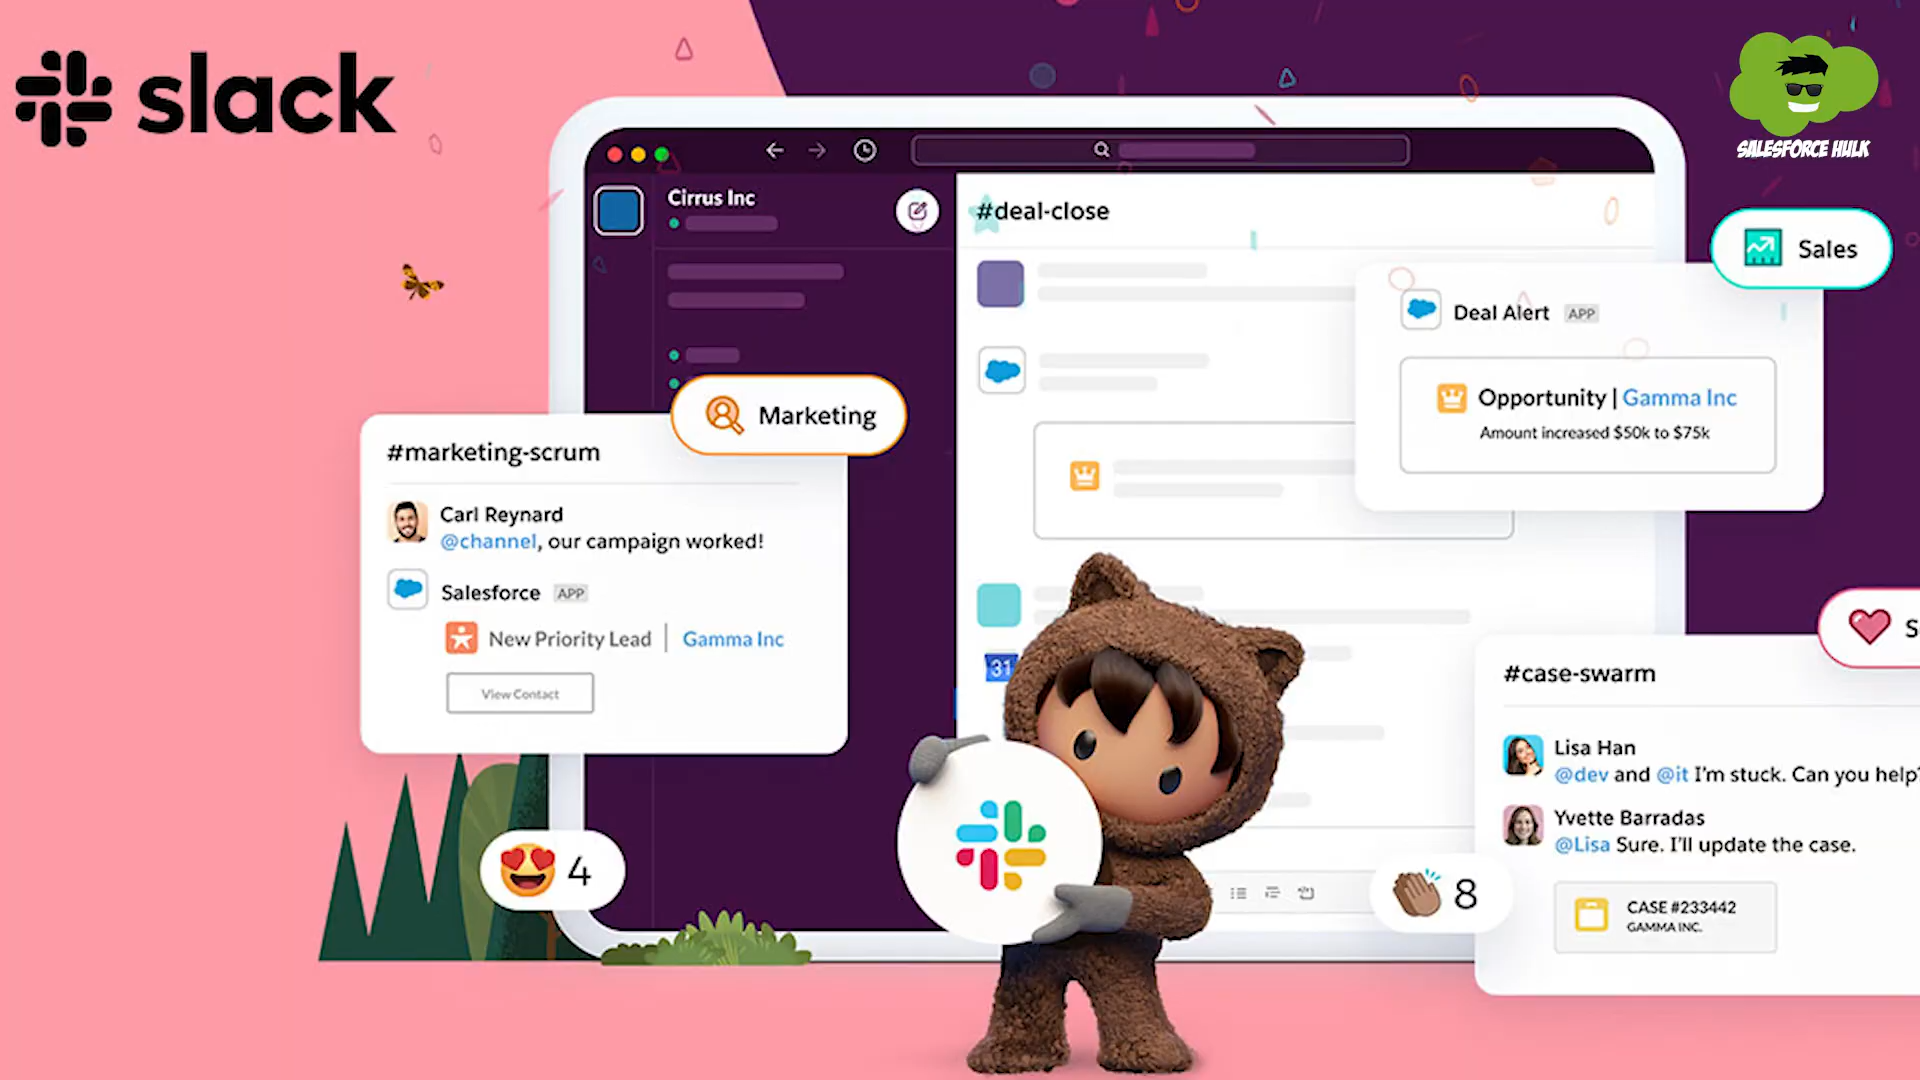 slack
SALESFORCE HULK
Cirrus Inc
#deal-close
Sales
Deal Alert APP
Opportunity | Gamma Inc
Amount increased $50k to $75k
Marketing
#marketing-scrum
Carl Reynard
@channel, our campaign worked!
Salesforce APP
New Priority Lead | Gamma Inc
View Contact
31
S
#case-swarm
Lisa Han
@dev and @it I'm stuck. Can you help?
Yvette Barradas
@Lisa Sure. I'll update the case.
CASE #233442
GAMMA INC.
4
8